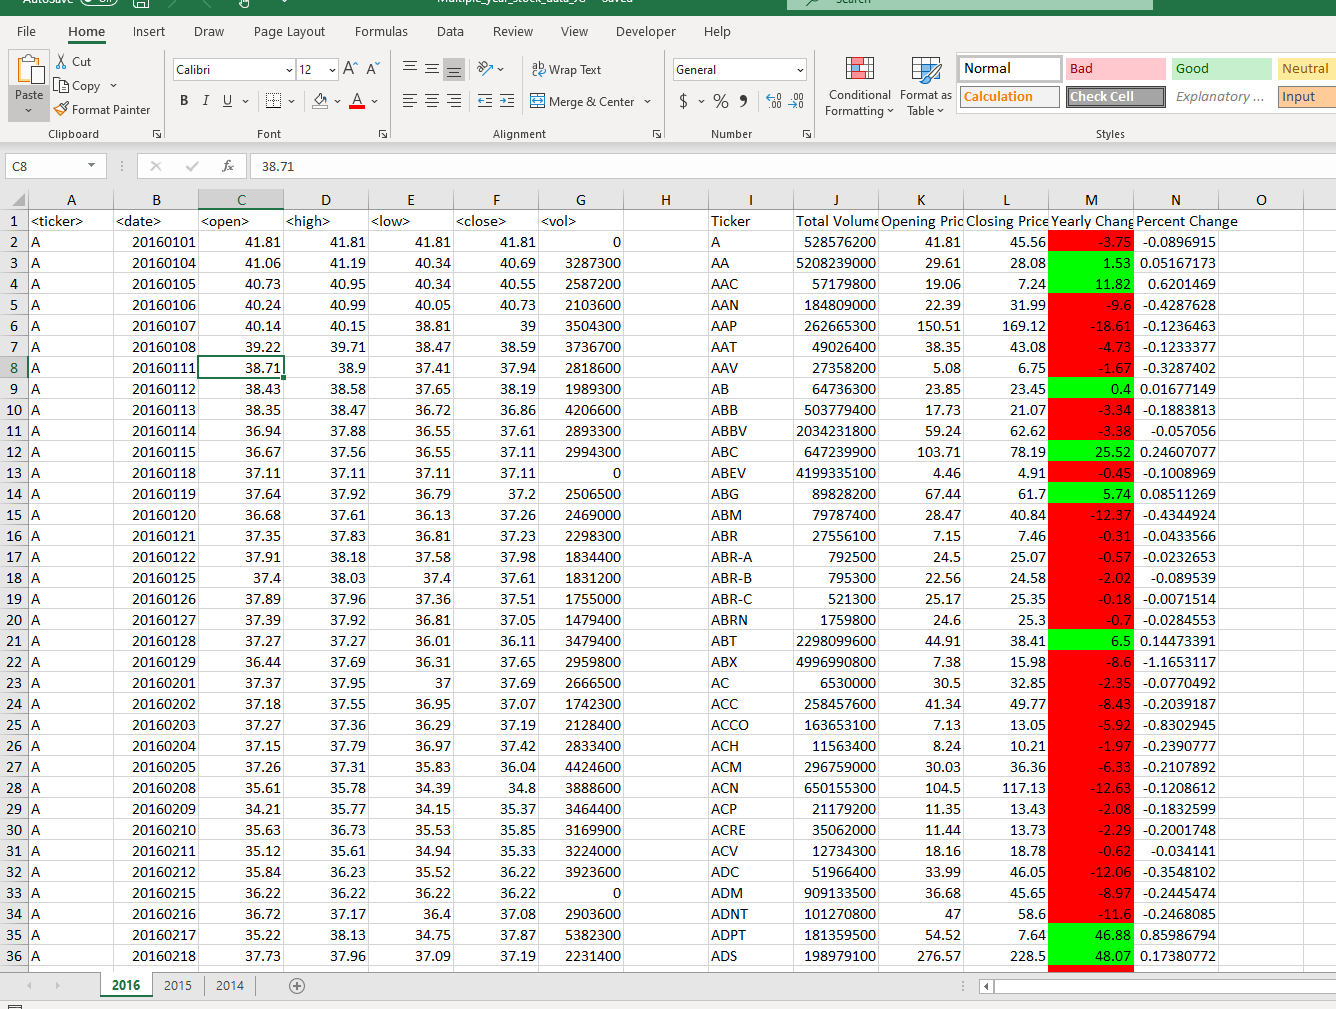 File Home Insert Draw Page Layout Formulas Data Review View Developer Help
Paste Cut Copy Format Painter Clipboard
Calibri 12 B I U Font
Wrap Text Merge & Center Alignment
General $ % Number
Conditional Formatting Format as Table
Normal Bad Good Neutral
Calculation Check Cell Explanatory ... Input
Styles
C8 fx 38.71
A B C D E F G H I J K L M N O
1 <ticker> <date> <open> <high> <low> <close> <vol> Ticker Total Volume Opening Pric Closing Price Yearly Chang Percent Change
2 A 20160101 41.81 41.81 41.81 41.81 0 A 528576200 41.81 45.56 -3.75 -0.0896915
3 A 20160104 41.06 41.19 40.34 40.69 3287300 AA 5208239000 29.61 28.08 1.53 0.05167173
4 A 20160105 40.73 40.95 40.34 40.55 2587200 AAC 57179800 19.06 7.24 11.82 0.6201469
5 A 20160106 40.24 40.99 40.05 40.73 2103600 AAN 184809000 22.39 31.99 -9.6 -0.4287628
6 A 20160107 40.14 40.15 38.81 39 3504300 AAP 262665300 150.51 169.12 -18.61 -0.1236463
7 A 20160108 39.22 39.71 38.47 38.59 3736700 AAT 49026400 38.35 43.08 -4.73 -0.1233377
8 A 20160111 38.71 38.9 37.41 37.94 2818600 AAV 27358200 5.08 6.75 -1.67 -0.3287402
9 A 20160112 38.43 38.58 37.65 38.19 1989300 AB 64736300 23.85 23.45 0.4 0.01677149
10 A 20160113 38.35 38.47 36.72 36.86 4206600 ABB 503779400 17.73 21.07 -3.34 -0.1883813
11 A 20160114 36.94 37.88 36.55 37.61 2893300 ABBV 2034231800 59.24 62.62 -3.38 -0.057056
12 A 20160115 36.67 37.56 36.55 37.11 2994300 ABC 647239900 103.71 78.19 25.52 0.24607077
13 A 20160118 37.11 37.11 37.11 37.11 0 ABEV 4199335100 4.46 4.91 -0.45 -0.1008969
14 A 20160119 37.64 37.92 36.79 37.2 2506500 ABG 89828200 67.44 61.7 5.74 0.08511269
15 A 20160120 36.68 37.61 36.13 37.26 2469000 ABM 79787400 28.47 40.84 -12.37 -0.4344924
16 A 20160121 37.35 37.83 36.81 37.23 2298300 ABR 27556100 7.15 7.46 -0.31 -0.0433566
17 A 20160122 37.91 38.18 37.58 37.98 1834400 ABR-A 792500 24.5 25.07 -0.57 -0.0232653
18 A 20160125 37.4 38.03 37.4 37.61 1831200 ABR-B 795300 22.56 24.58 -2.02 -0.089539
19 A 20160126 37.89 37.96 37.36 37.51 1755000 ABR-C 521300 25.17 25.35 -0.18 -0.0071514
20 A 20160127 37.39 37.92 36.81 37.05 1479400 ABRN 1759800 24.6 25.3 -0.7 -0.0284553
21 A 20160128 37.27 37.27 36.01 36.11 3479400 ABT 2298099600 44.91 38.41 6.5 0.14473391
22 A 20160129 36.44 37.69 36.31 37.65 2959800 ABX 4996990800 7.38 15.98 -8.6 -1.1653117
23 A 20160201 37.37 37.95 37 37.69 2666500 AC 6530000 30.5 32.85 -2.35 -0.0770492
24 A 20160202 37.18 37.55 36.95 37.07 1742300 ACC 258457600 41.34 49.77 -8.43 -0.2039187
25 A 20160203 37.27 37.36 36.29 37.19 2128400 ACCO 163653100 7.13 13.05 -5.92 -0.8302945
26 A 20160204 37.15 37.79 36.97 37.42 2833400 ACH 11563400 8.24 10.21 -1.97 -0.2390777
27 A 20160205 37.26 37.31 35.83 36.04 4424600 ACM 296759000 30.03 36.36 -6.33 -0.2107892
28 A 20160208 35.61 35.78 34.39 34.8 3888600 ACN 650155300 104.5 117.13 -12.63 -0.1208612
29 A 20160209 34.21 35.77 34.15 35.37 3464400 ACP 21179200 11.35 13.43 -2.08 -0.1832599
30 A 20160210 35.63 36.73 35.53 35.85 3169900 ACRE 35062000 11.44 13.73 -2.29 -0.2001748
31 A 20160211 35.12 35.61 34.94 35.33 3224000 ACV 12734300 18.16 18.78 -0.62 -0.034141
32 A 20160212 35.84 36.23 35.52 36.22 3923600 ADC 51966400 33.99 46.05 -12.06 -0.3548102
33 A 20160215 36.22 36.22 36.22 36.22 0 ADM 909133500 36.68 45.65 -8.97 -0.2445474
34 A 20160216 36.72 37.17 36.4 37.08 2903600 ADNT 101270800 47 58.6 -11.6 -0.2468085
35 A 20160217 35.22 38.13 34.75 37.87 5382300 ADPT 181359500 54.52 7.64 46.88 0.85986794
36 A 20160218 37.73 37.96 37.09 37.19 2231400 ADS 198979100 276.57 228.5 48.07 0.17380772
2016 2015 2014